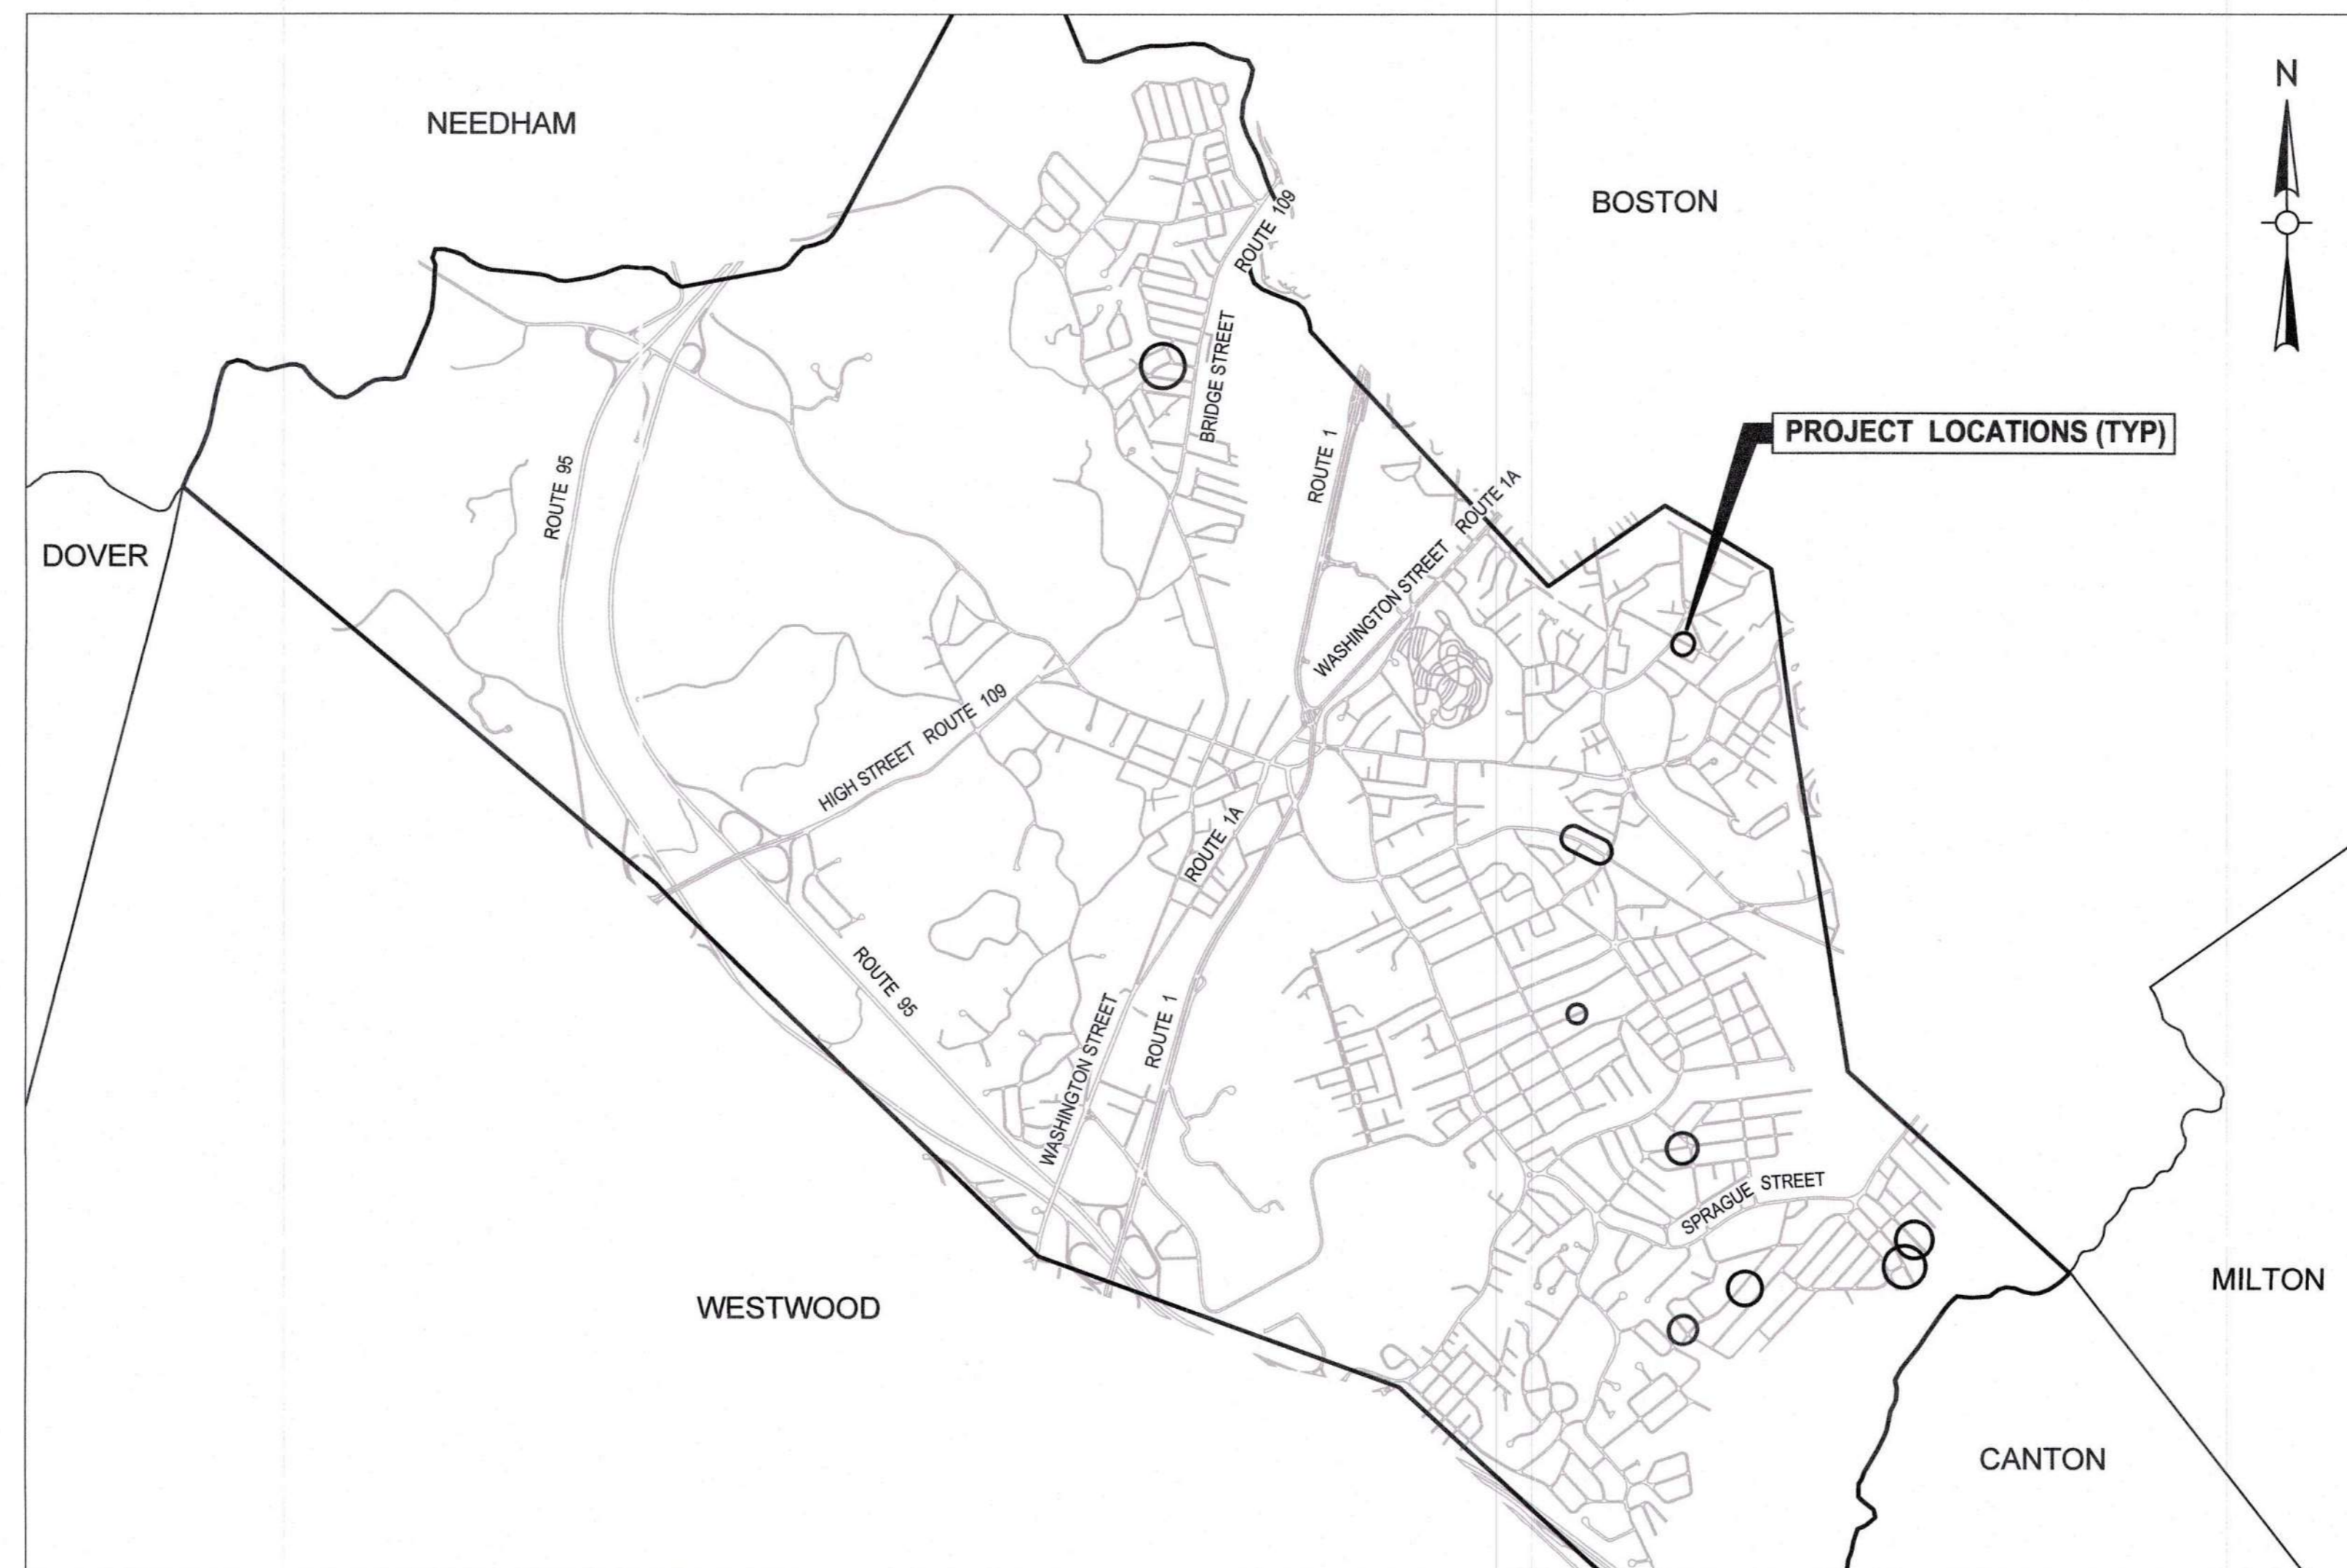 N
NEEDHAM
BOSTON
ROUTE 109
BRIDGE STREET
PROJECT LOCATIONS (TYP)
ROUTE 1
ROUTE 95
ROUTE 1A
WASHINGTON STREET
DOVER
HIGH STREET ROUTE 109
ROUTE 1A
ROUTE 95
WASHINGTON STREET
ROUTE 1
SPRAGUE STREET
WESTWOOD
MILTON
CANTON